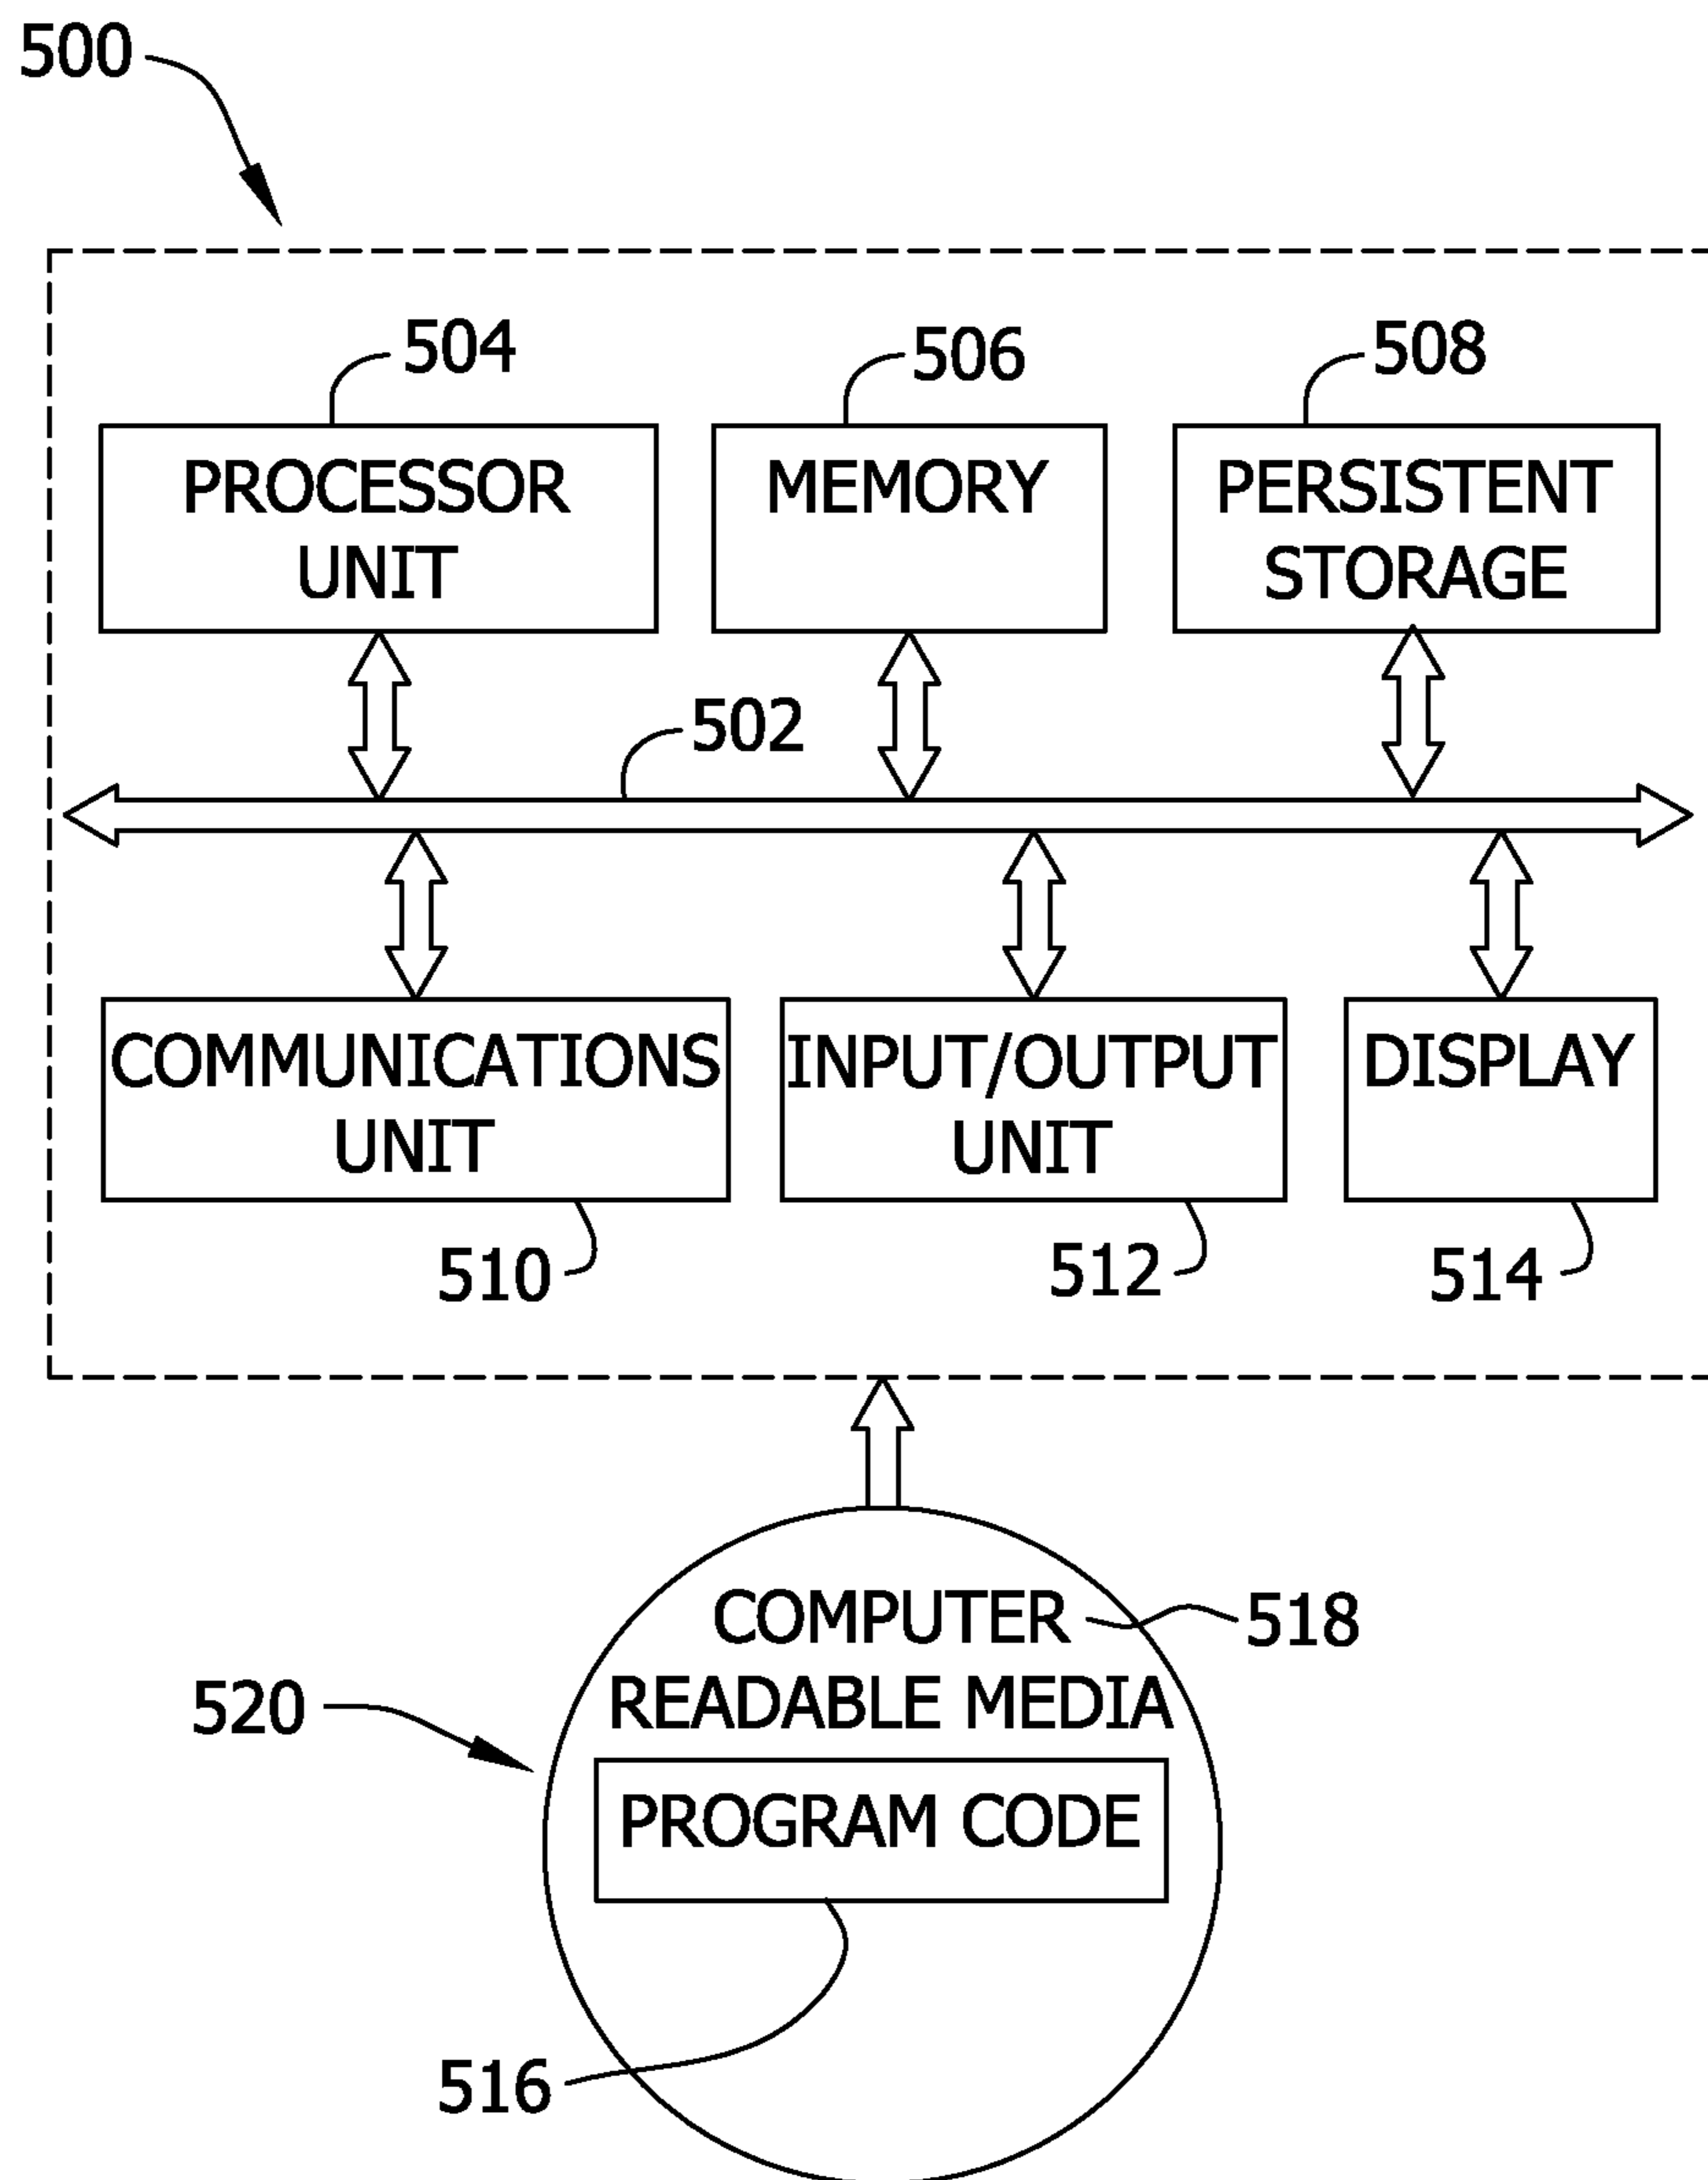 500
504
506
508
PROCESSOR
UNIT
MEMORY
PERSISTENT
STORAGE
502
COMMUNICATIONS
UNIT
INPUT/OUTPUT
UNIT
DISPLAY
510
512
514
COMPUTER
READABLE MEDIA
518
520
PROGRAM CODE
516